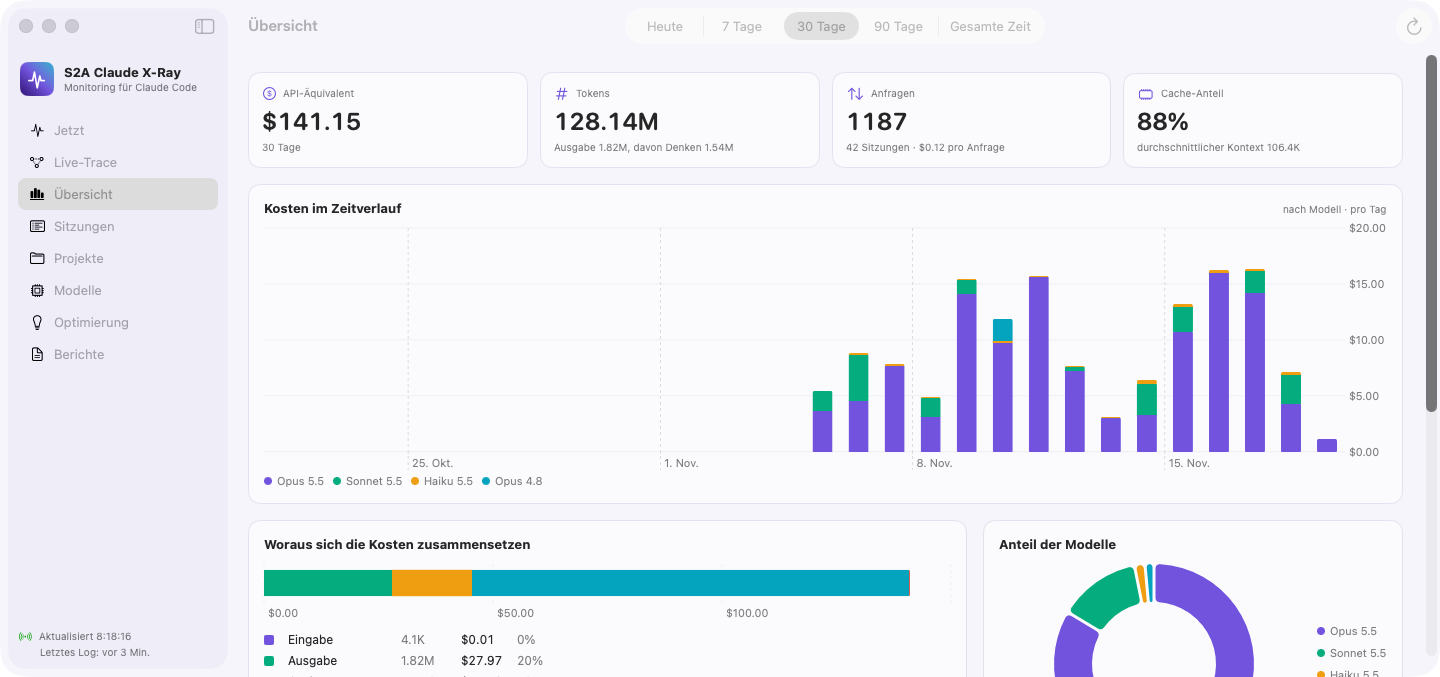 Übersicht
Heute
7 Tage
30 Tage
90 Tage
Gesamte Zeit
S2A Claude X-Ray
Monitoring für Claude Code
Jetzt
Live-Trace
Übersicht
Sitzungen
Projekte
Modelle
Optimierung
Berichte
Aktualisiert 8:18:16
Letztes Log: vor 3 Min.
API-Äquivalent
$141.15
30 Tage
Tokens
128.14M
Ausgabe 1.82M, davon Denken 1.54M
Anfragen
1187
42 Sitzungen · $0.12 pro Anfrage
Cache-Anteil
88%
durchschnittlicher Kontext 106.4K
Kosten im Zeitverlauf
nach Modell · pro Tag
$20.00
$15.00
$10.00
$5.00
$0.00
25. Okt.
1. Nov.
8. Nov.
15. Nov.
Opus 5.5
Sonnet 5.5
Haiku 5.5
Opus 4.8
Woraus sich die Kosten zusammensetzen
$0.00
$50.00
$100.00
Eingabe 4.1K $0.01 0%
Ausgabe 1.82M $27.97 20%
Anteil der Modelle
Opus 5.5
Sonnet 5.5
Haiku 5.5